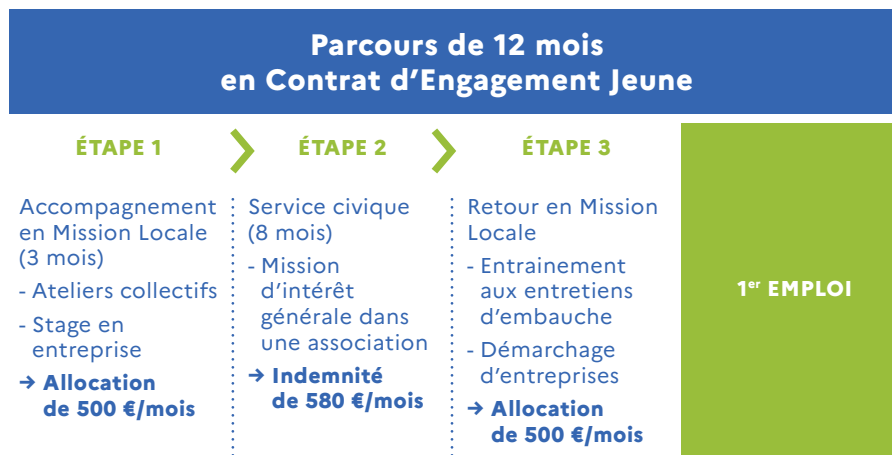 Parcours de 12 mois
en Contrat d’Engagement Jeune
ÉTAPE 1
Accompagnement
en Mission Locale
(3 mois)
- Ateliers collectifs
- Stage en
entreprise
→ Allocation
de 500 €/mois
ÉTAPE 2
Service civique
(8 mois)
- Mission
d’intérêt
générale dans
une association
→ Indemnité
de 580 €/mois
ÉTAPE 3
Retour en Mission
Locale
- Entrainement
aux entretiens
d’embauche
- Démarchage
d’entreprises
→ Allocation
de 500 €/mois
1er EMPLOI